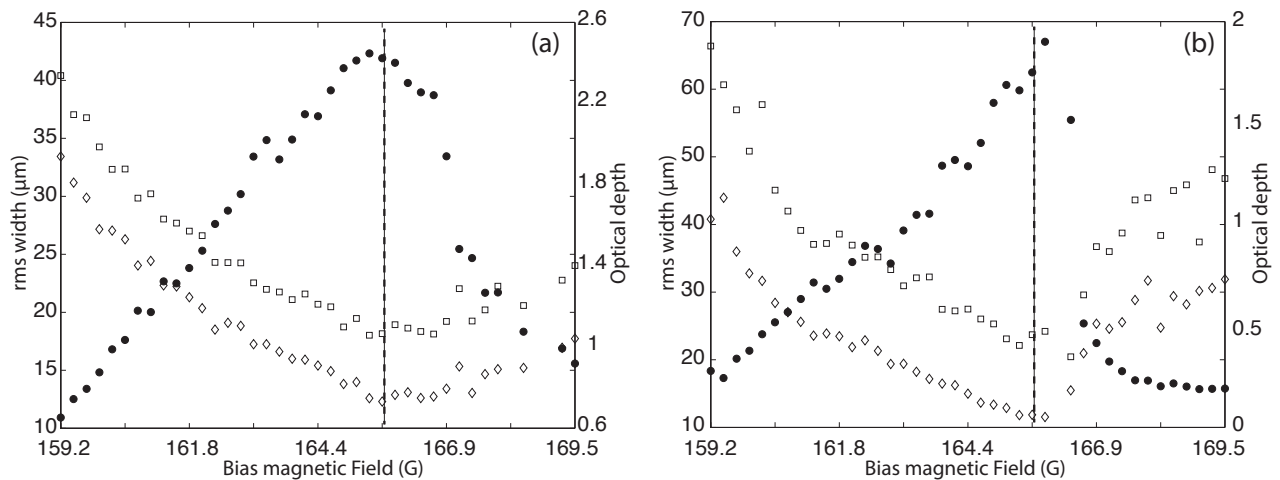 (a)
45
40
35
30
25
20
15
10
rms width (µm)
2.6
2.2
1.8
1.4
1
0.6
Optical depth
159.2 161.8 164.4 166.9 169.5
Bias magnetic Field (G)
(b)
70
60
50
40
30
20
10
rms width (µm)
2
1.5
1
0.5
0
Optical depth
159.2 161.8 164.4 166.9 169.5
Bias magnetic Field (G)